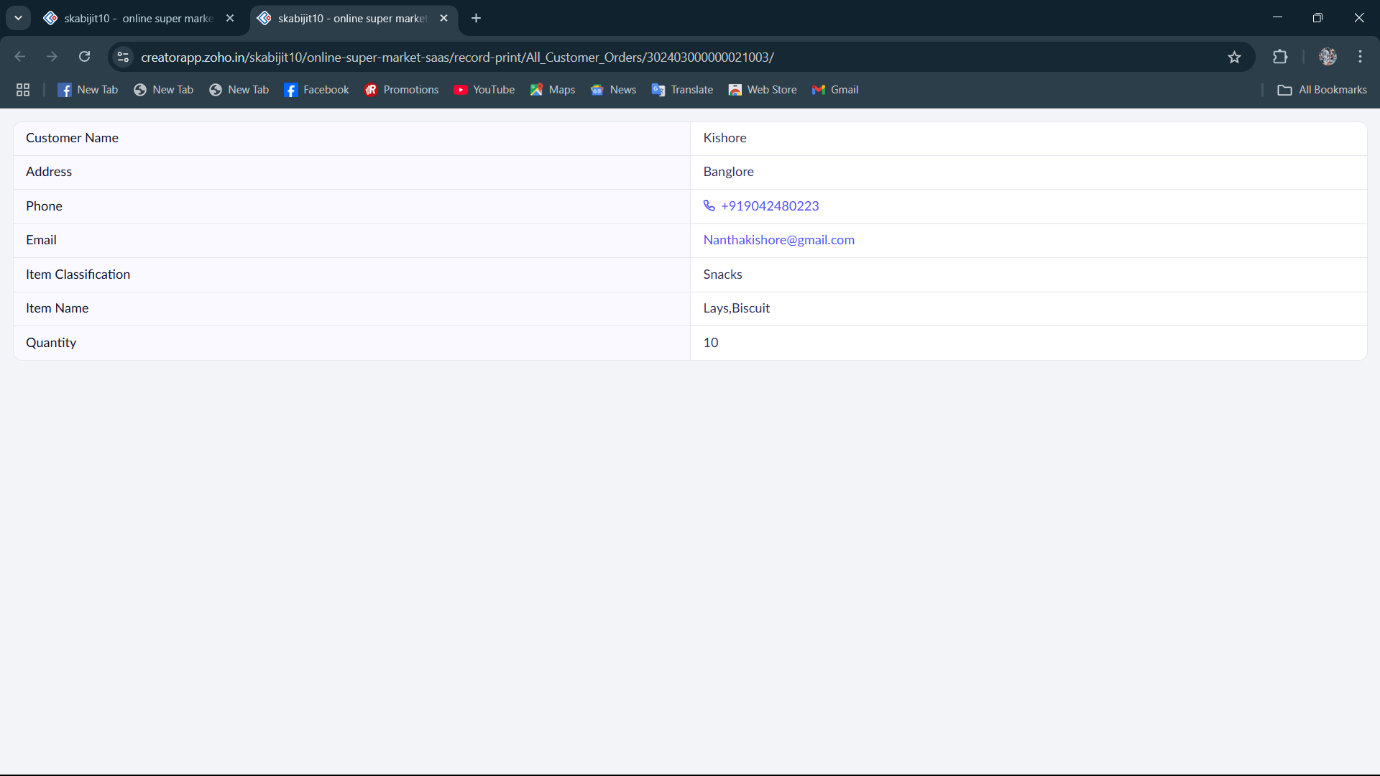 skabijit10 - online super marke
skabijit10 - online super market
creatorapp.zoho.in/skabijit10/online-super-market-saas/record-print/All_Customer_Orders/302403000000021003/
New Tab New Tab New Tab Facebook Promotions YouTube Maps News Translate Web Store Gmail All Bookmarks
Customer Name Kishore
Address Banglore
Phone +919042480223
Email Nanthakishore@gmail.com
Item Classification Snacks
Item Name Lays,Biscuit
Quantity 10